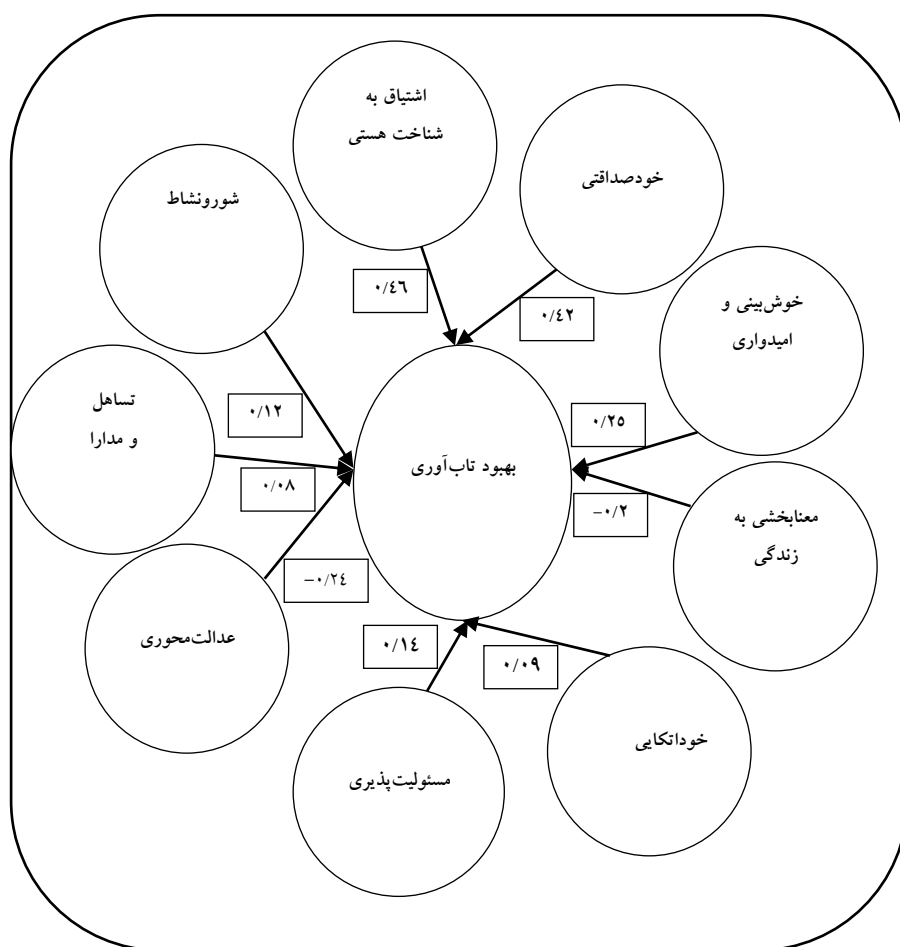 اشتیاق به
شناخت هستی
خودصداقتی
شورونشاط
خوش‌بینی و
امیدواری
۰/٤٦
۰/٤٢
تساهل
و مدارا
۰/۱۲
۰/۲٥
بهبود تاب‌آوری
۰/۰۸
−۰/۲
معنابخشی به
زندگی
−۰/۲٤
عدالت‌محوری
۰/۱٤
۰/۰۹
خوداتکایی
مسئولیت‌پذیری